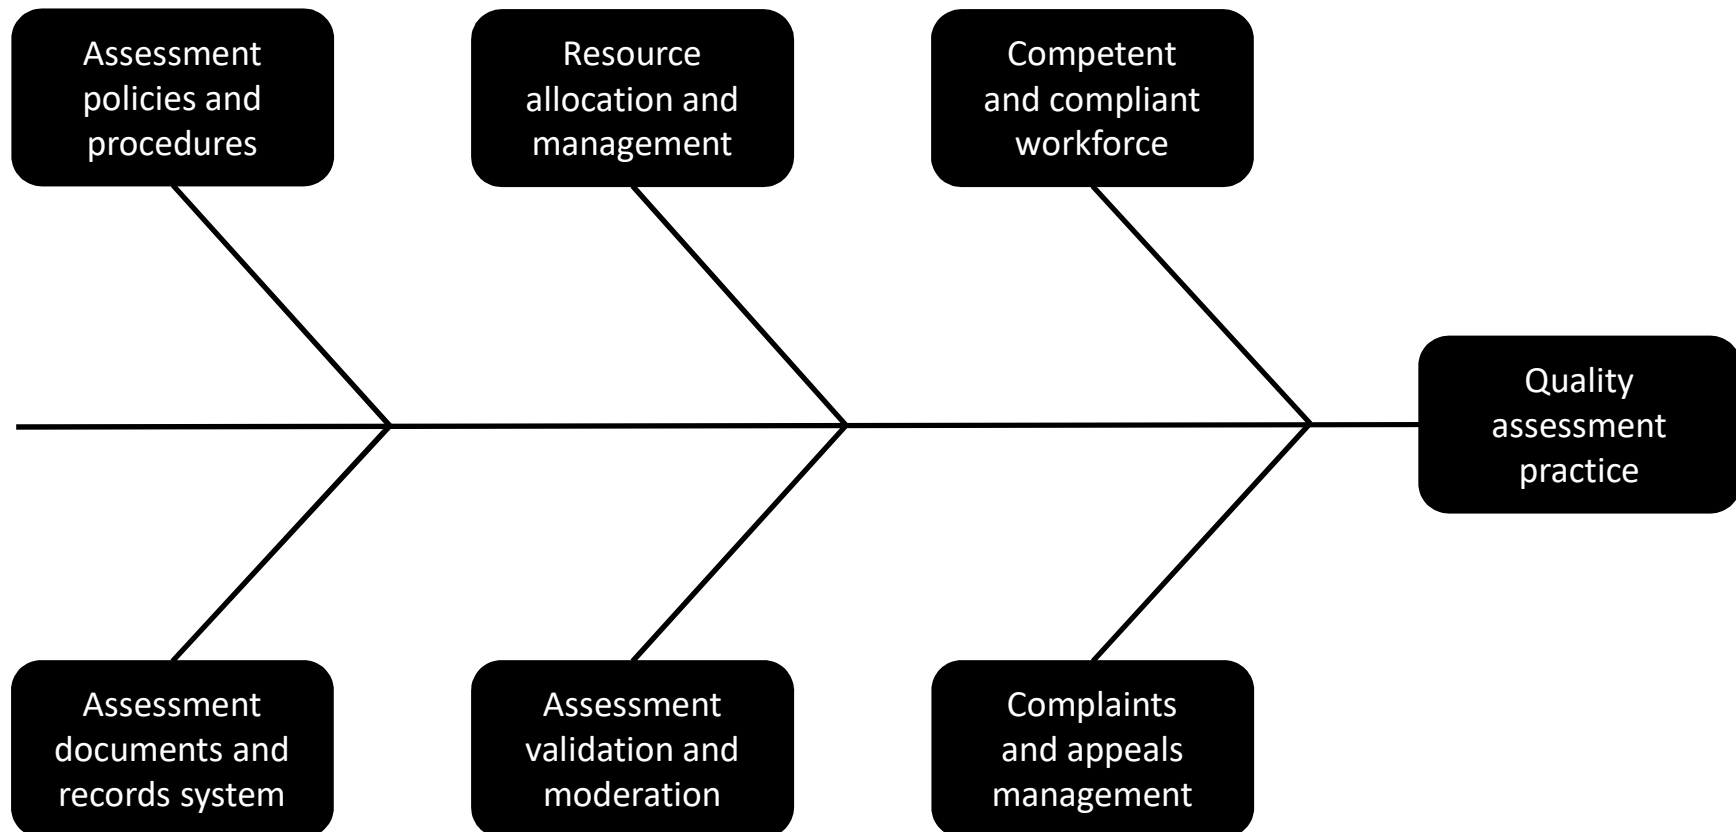 Assessment
policies and
procedures
Resource
allocation and
management
Competent
and compliant
workforce
Quality
assessment
practice
Assessment
documents and
records system
Assessment
validation and
moderation
Complaints
and appeals
management